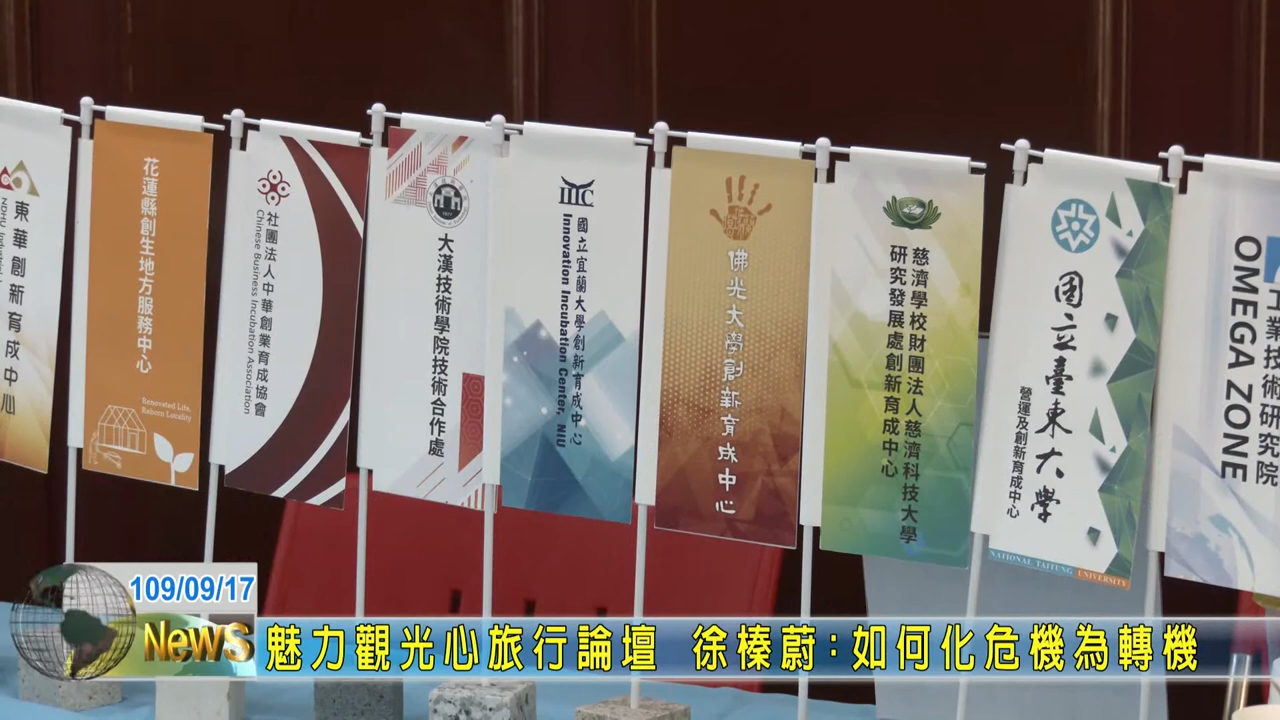 東華創新育成中心
花蓮縣創生地方服務中心
Renovated Life,
Reborn Locality
社團法人中華創業育成協會
Chinese Business Incubation Association
大漢技術學院技術合作處
國立宜蘭大學創新育成中心
Innovation Incubation Center, NIU
佛光大學創新育成中心
慈濟學校財團法人慈濟科技大學
研究發展處創新育成中心
國立臺東大學
營運及創新育成中心
NATIONAL TAITUNG UNIVERSITY
工業技術研究院
OMEGA ZONE
109/09/17
NewS
魅力觀光心旅行論壇 徐榛蔚:如何化危機為轉機